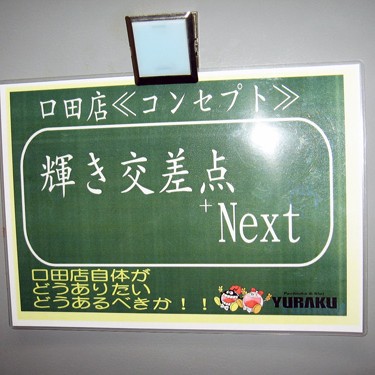 口田店≪コンセプト≫
輝き交差点
+Next
口田店自体が
どうありたい
どうあるべきか!!
YURAKU